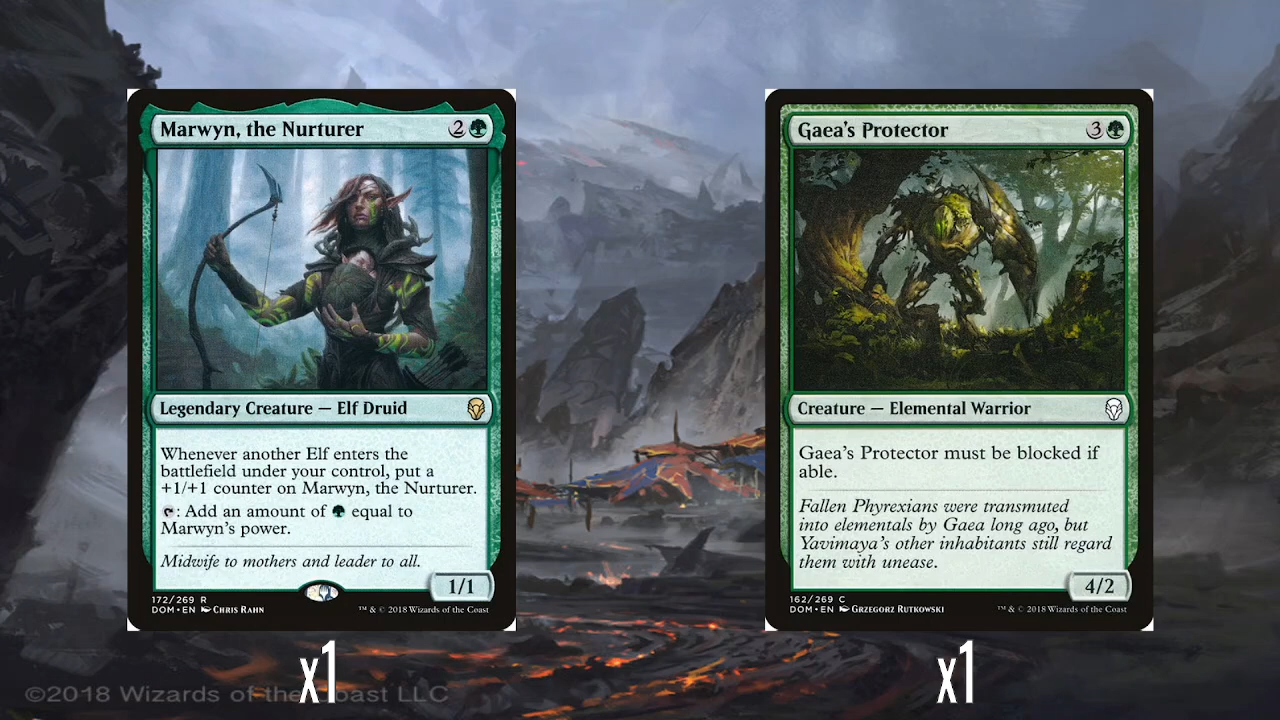 Marwyn, the Nurturer 2
Legendary Creature — Elf Druid
Whenever another Elf enters the
battlefield under your control, put a
+1/+1 counter on Marwyn, the Nurturer.
: Add an amount of equal to
Marwyn's power.
Midwife to mothers and leader to all.
1/1
172/269 R
DOM • EN Chris Rahn ™ & © 2018 Wizards of the Coast
x1
Gaea's Protector 3
Creature — Elemental Warrior
Gaea's Protector must be blocked if
able.
Fallen Phyrexians were transmuted
into elementals by Gaea long ago, but
Yavimaya's other inhabitants still regard
them with unease.
4/2
162/269 C
DOM • EN Grzegorz Rutkowski ™ & © 2018 Wizards of the Coast
x1
©2018 Wizards of the Coast LLC